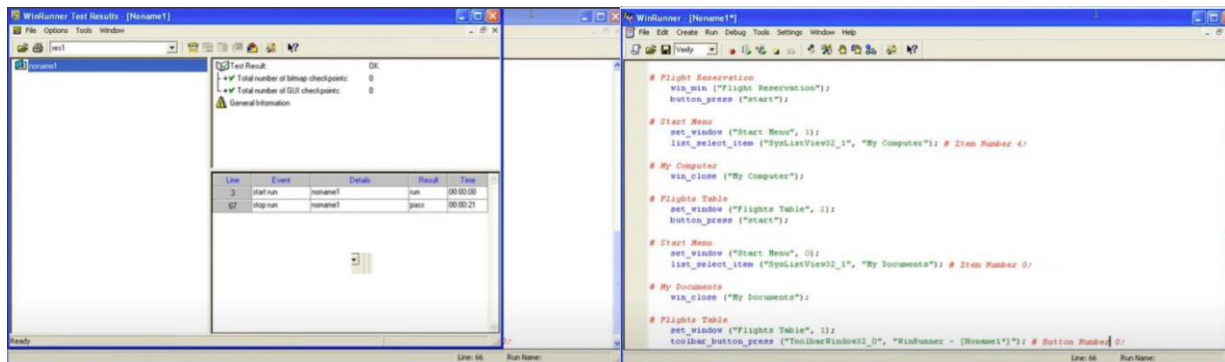 WinRunner Test Results - [Noname1]
File Options Tools Window
res1
noname1
Test Result: OK
Total number of bitmap checkpoints: 0
Total number of GUI checkpoints: 0
General Information
Line Event Details Result Time
3 start run noname1 run 00:00:00
67 stop run noname1 pass 00:00:21
Ready
0;
Line: 66 Run Name:
WinRunner - [Noname1*]
File Edit Create Run Debug Tools Settings Window Help
Verify
# Flight Reservation
win_min ("Flight Reservation");
button_press ("start");
# Start Menu
set_window ("Start Menu", 1);
list_select_item ("SysListView32_1", "My Computer"); # Item Number 4;
# My Computer
win_close ("My Computer");
# Flights Table
set_window ("Flights Table", 2);
button_press ("start");
# Start Menu
set_window ("Start Menu", 0);
list_select_item ("SysListView32_1", "My Documents"); # Item Number 0;
# My Documents
win_close ("My Documents");
# Flights Table
set_window ("Flights Table", 1);
toolbar_button_press ("ToolbarWindow32_0", "WinRunner - [Noname1*]"); # Button Number 0;
Line: 66 Run Name: